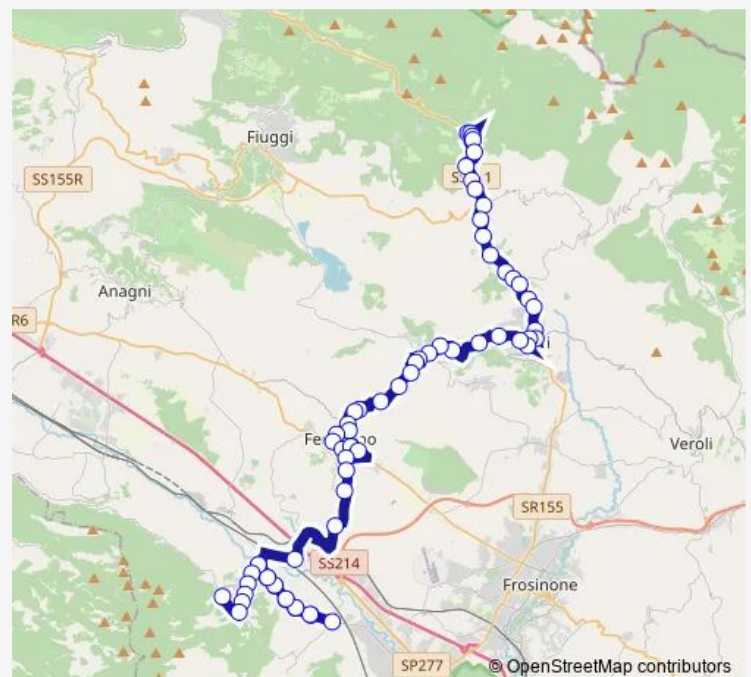 Fiuggi
SS155R
Anagni
R6
Veroli
SR155
SS214
Frosinone
SP277
© OpenStreetMap contributors